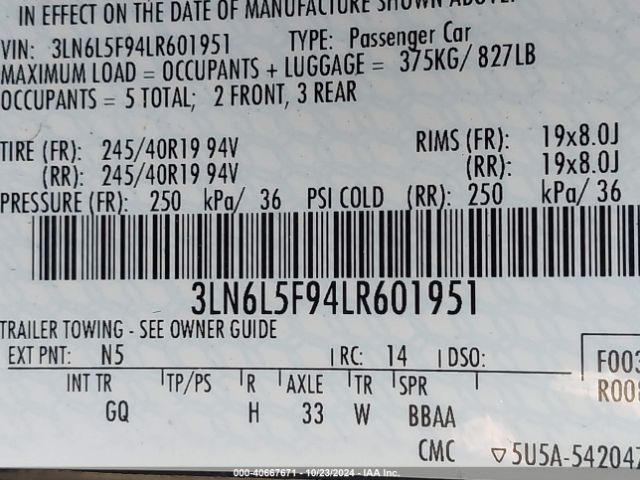 IN EFFECT ON THE DATE OF MANUFACTURE SHOWN ABOVE.
VIN: 3LN6L5F94LR601951 TYPE: Passenger Car
MAXIMUM LOAD = OCCUPANTS + LUGGAGE = 375KG/ 827LB
OCCUPANTS = 5 TOTAL; 2 FRONT, 3 REAR
TIRE (FR): 245/40R19 94V RIMS (FR): 19x8.0J
(RR): 245/40R19 94V (RR): 19x8.0J
PRESSURE (FR): 250 kPa/ 36 PSI COLD (RR): 250 kPa/ 36
3LN6L5F94LR601951
TRAILER TOWING - SEE OWNER GUIDE
EXT PNT: N5 RC: 14 DSO: F003
INT TR TP/PS R AXLE TR SPR R008
GQ H 33 W BBAA
CMC 5U5A-542047
000-40667671 - 10/23/2024 - IAA Inc.